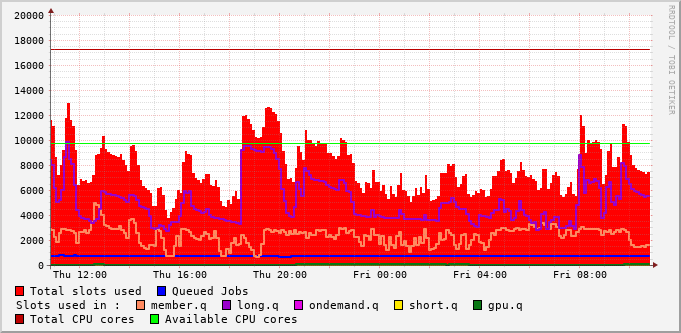 20000
18000
16000
14000
12000
10000
8000
6000
4000
2000
0
Thu 12:00 Thu 16:00 Thu 20:00 Fri 00:00 Fri 04:00 Fri 08:00
RRDTOOL / TOBI OETIKER
Total slots used Queued Jobs
Slots used in : member.q long.q ondemand.q short.q gpu.q
Total CPU cores Available CPU cores